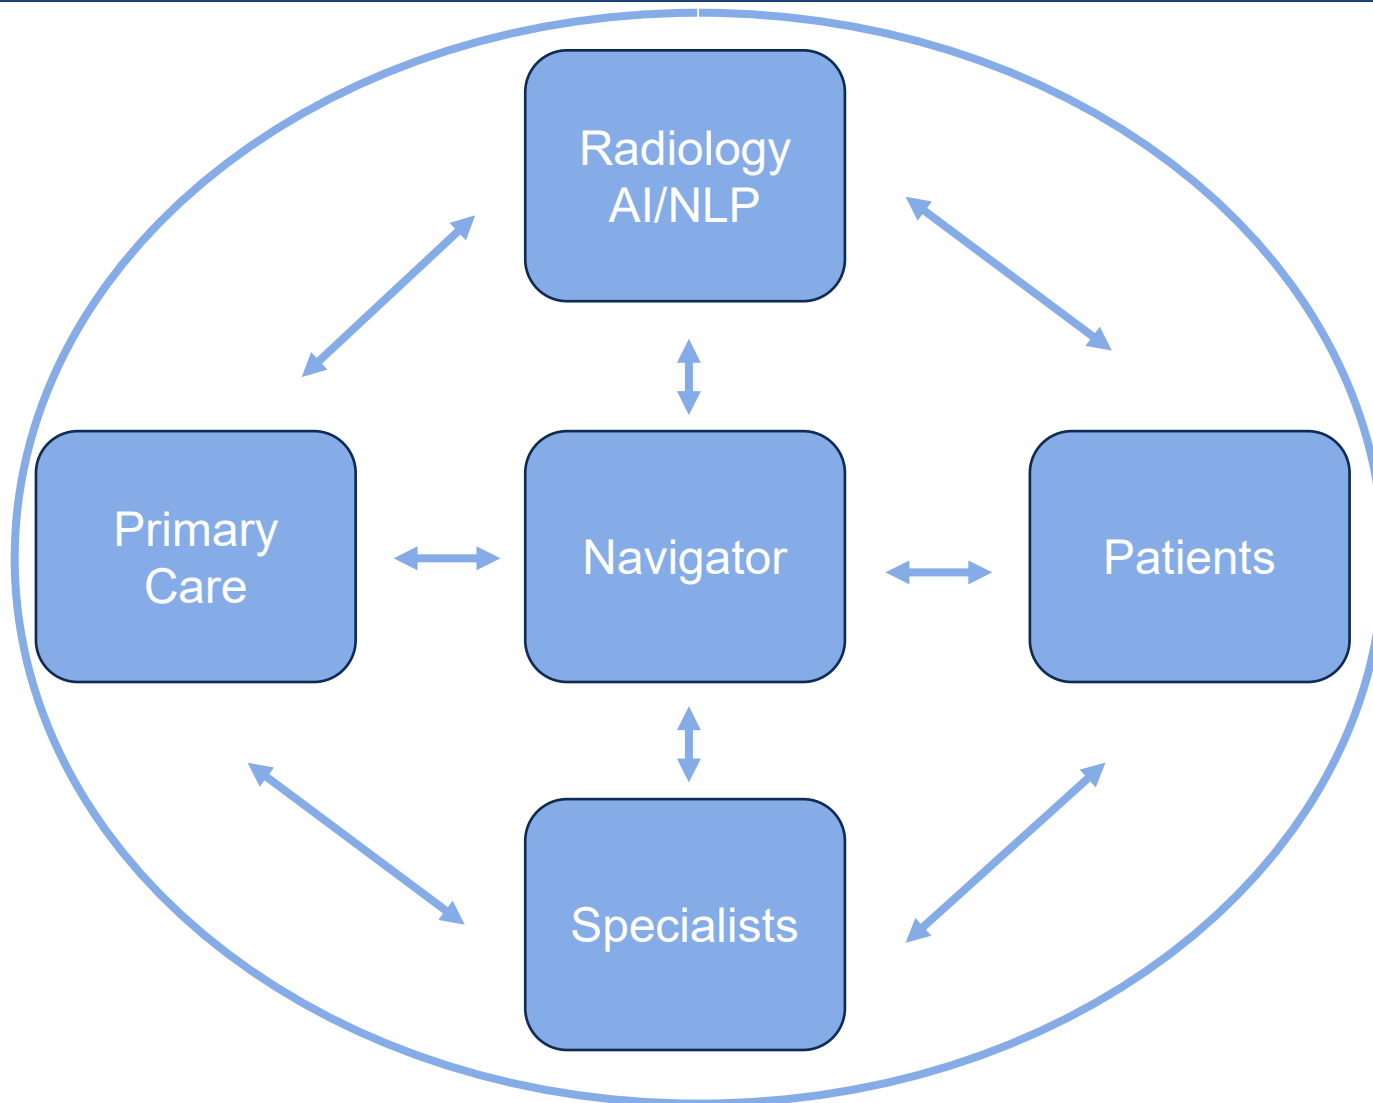 Radiology
AI/NLP
Primary
Care
Navigator
Patients
Specialists